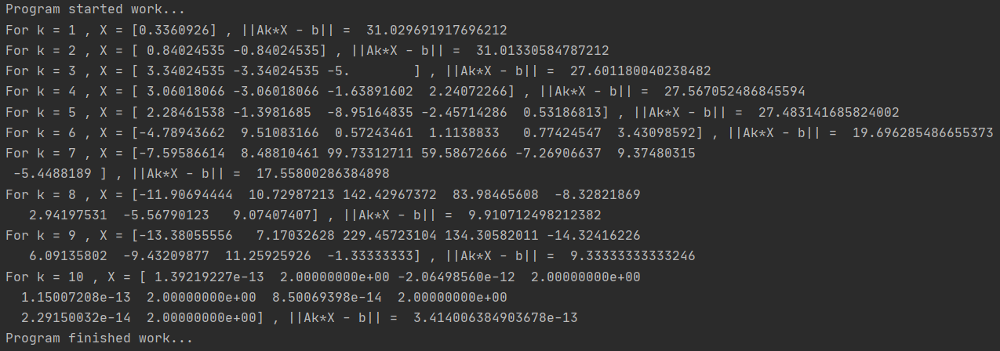 Program started work...
For k = 1 , X = [0.3360926] , ||Ak*X - b|| =  31.029691917696212
For k = 2 , X = [ 0.84024535 -0.84024535] , ||Ak*X - b|| =  31.01330584787212
For k = 3 , X = [ 3.34024535 -3.34024535 -5.        ] , ||Ak*X - b|| =  27.601180040238482
For k = 4 , X = [ 3.06018066 -3.06018066 -1.63891602  2.24072266] , ||Ak*X - b|| =  27.567052486845594
For k = 5 , X = [ 2.28461538 -1.3981685  -8.95164835 -2.45714286  0.53186813] , ||Ak*X - b|| =  27.483141685824002
For k = 6 , X = [-4.78943662  9.51083166  0.57243461  1.1138833   0.77424547  3.43098592] , ||Ak*X - b|| =  19.696285486655373
For k = 7 , X = [-7.59586614  8.48810461 99.73312711 59.58672666 -7.26906637  9.37480315
 -5.4488189 ] , ||Ak*X - b|| =  17.55800286384898
For k = 8 , X = [-11.90694444  10.72987213 142.42967372  83.98465608  -8.32821869
   2.94197531  -5.56790123   9.07407407] , ||Ak*X - b|| =  9.910712498212382
For k = 9 , X = [-13.38055556   7.17032628 229.45723104 134.30582011 -14.32416226
   6.09135802  -9.43209877  11.25925926  -1.33333333] , ||Ak*X - b|| =  9.33333333333246
For k = 10 , X = [ 1.39219227e-13  2.00000000e+00 -2.06498560e-12  2.00000000e+00
  1.15007208e-13  2.00000000e+00  8.50069398e-14  2.00000000e+00
  2.29150032e-14  2.00000000e+00] , ||Ak*X - b|| =  3.414006384903678e-13
Program finished work...